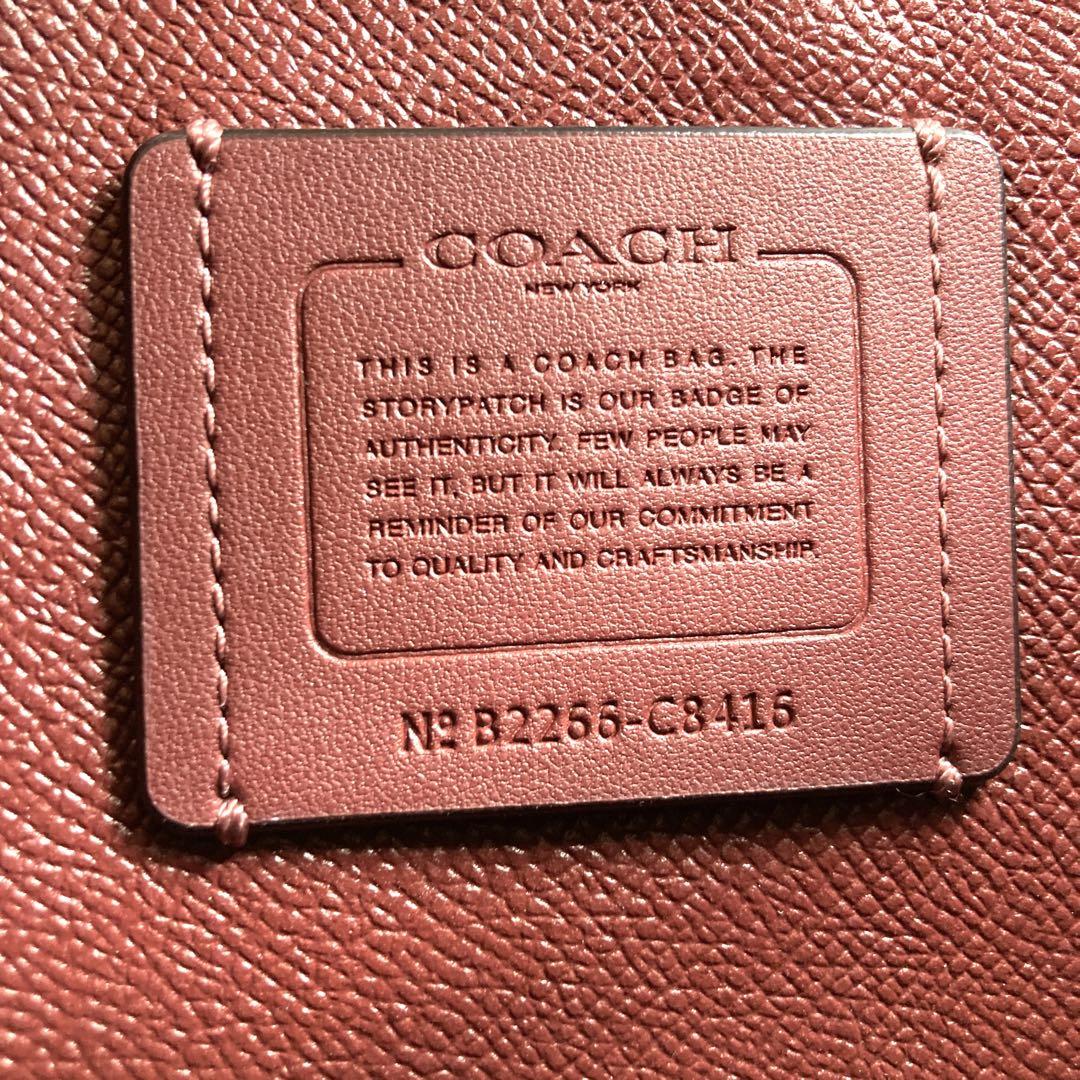 COACH
NEW YORK
THIS IS A COACH BAG. THE
STORYPATCH IS OUR BADGE OF
AUTHENTICITY. FEW PEOPLE MAY
SEE IT, BUT IT WILL ALWAYS BE A
REMINDER OF OUR COMMITMENT
TO QUALITY AND CRAFTSMANSHIP.
Nº B2266-C8416